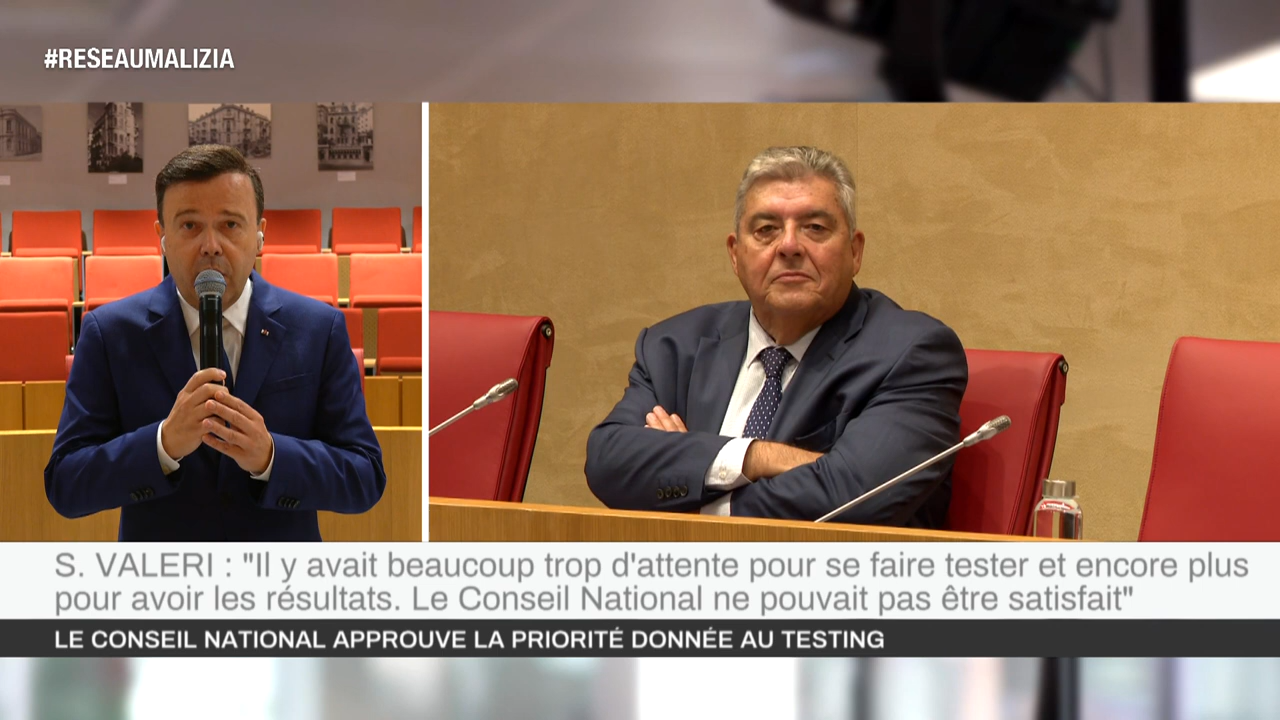 #RESEAUMALIZIA
S. VALERI : "Il y avait beaucoup trop d'attente pour se faire tester et encore plus
pour avoir les résultats. Le Conseil National ne pouvait pas être satisfait"
LE CONSEIL NATIONAL APPROUVE LA PRIORITÉ DONNÉE AU TESTING